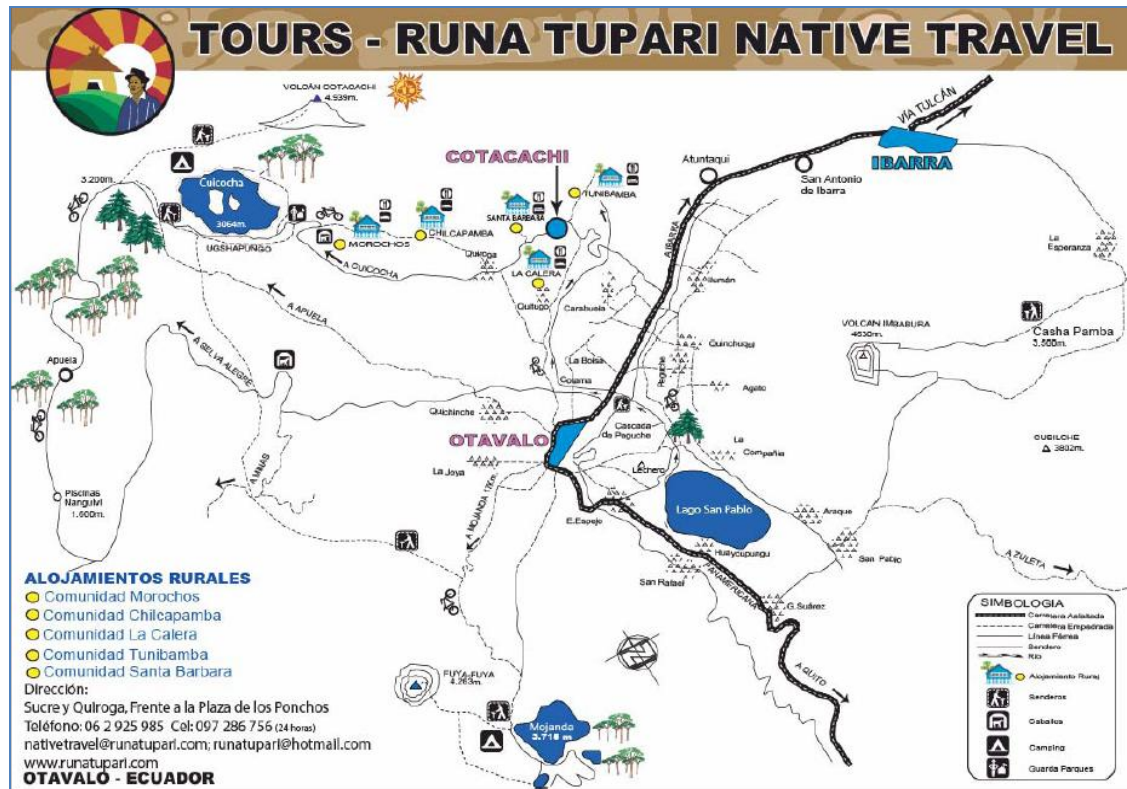 TOURS - RUNA TUPARI NATIVE TRAVEL
VOLCÁN COTACACHI
4.939m.
VÍA TULCÁN
IBARRA
COTACACHI
Atuntaqui
San Antonio
de Ibarra
TUNIBAMBA
SANTA BARBARA
3.200m.
Cuicocha
3064m.
UGSHAPUNGO
MOROCHOS
CHILCAPAMBA
A CUICOCHA
Quiroga
LA CALERA
Quitugo
Carabuela
A IBARRA
Ilumán
La
Esperanza
VOLCAN IMBABURA
4630m.
Casha Pamba
A APUELA
A SELVA ALEGRE
Apuela
La Bolsa
Coiama
Peguche
Quinchuqui
Agato
Quichinche
Cascada
de Peguche
OTAVALO
La
Compañia
CUBILCHE
3802m.
La Joya
Lechero
A MINAS
Piscinas
Nanguivi
1.600m.
A MOJANDA 17Km
E.Espejo
Lago San Pablo
Araque
San Pablo
Huaycupungu
San Rafael
PANAMERICANA
G.Suárez
A ZULETA
A QUITO
FUYA-FUYA
4.263m.
Mojanda
3.716 m
ALOJAMIENTOS RURALES
Comunidad Morochos
Comunidad Chilcapamba
Comunidad La Calera
Comunidad Tunibamba
Comunidad Santa Barbara
Dirección:
Sucre y Quiroga, Frente a la Plaza de los Ponchos
Teléfono: 06 2 925 985 Cel: 097 286 756 (24 horas)
nativetravel@runatupari.com; runatupari@hotmail.com
www.runatupari.com
OTAVALO - ECUADOR
SIMBOLOGIA
Carretera Asfaltada
Carretera Empedrada
Línea Férrea
Sendero
Río
Alojamiento Rural
Senderos
Caballos
Camping
Guarda Parques